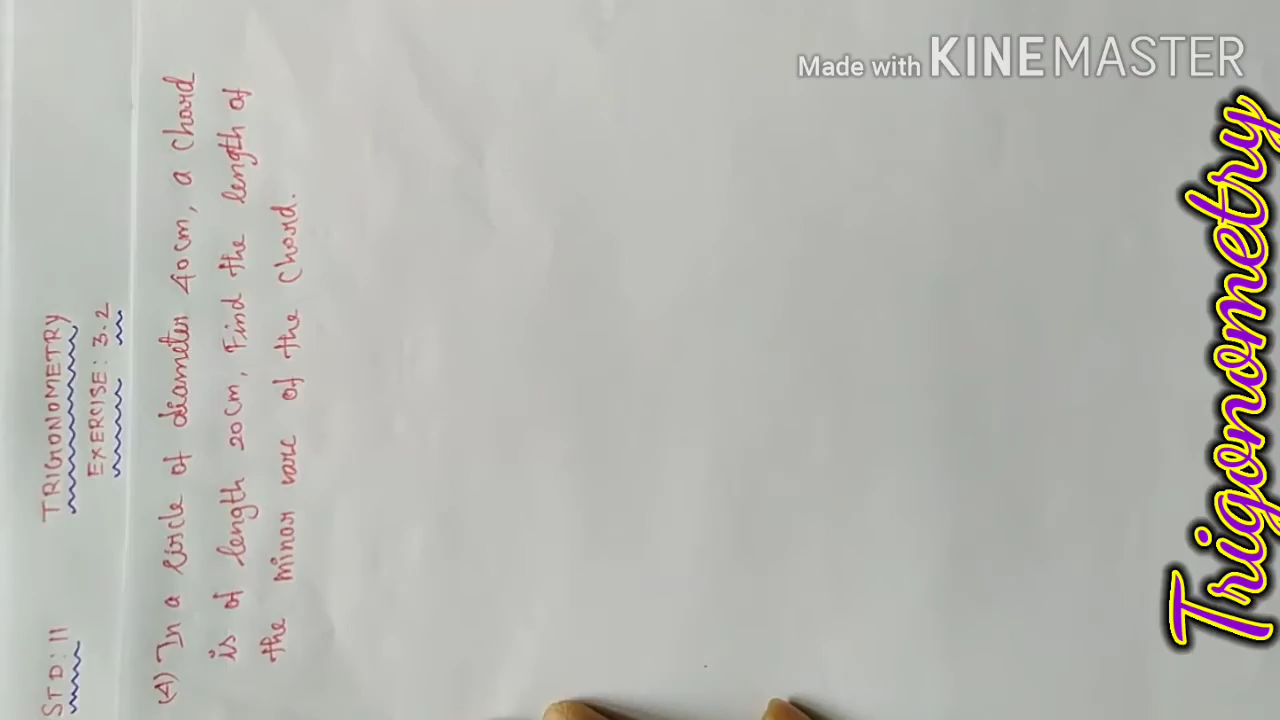 STD: 11
TRIGONOMETRY
EXERCISE: 3.2
(4) In a circle of diameter 40cm, a chord
is of length 20cm, Find the length of
the minor arc of the chord.
Made with KINEMASTER
Trigonometry